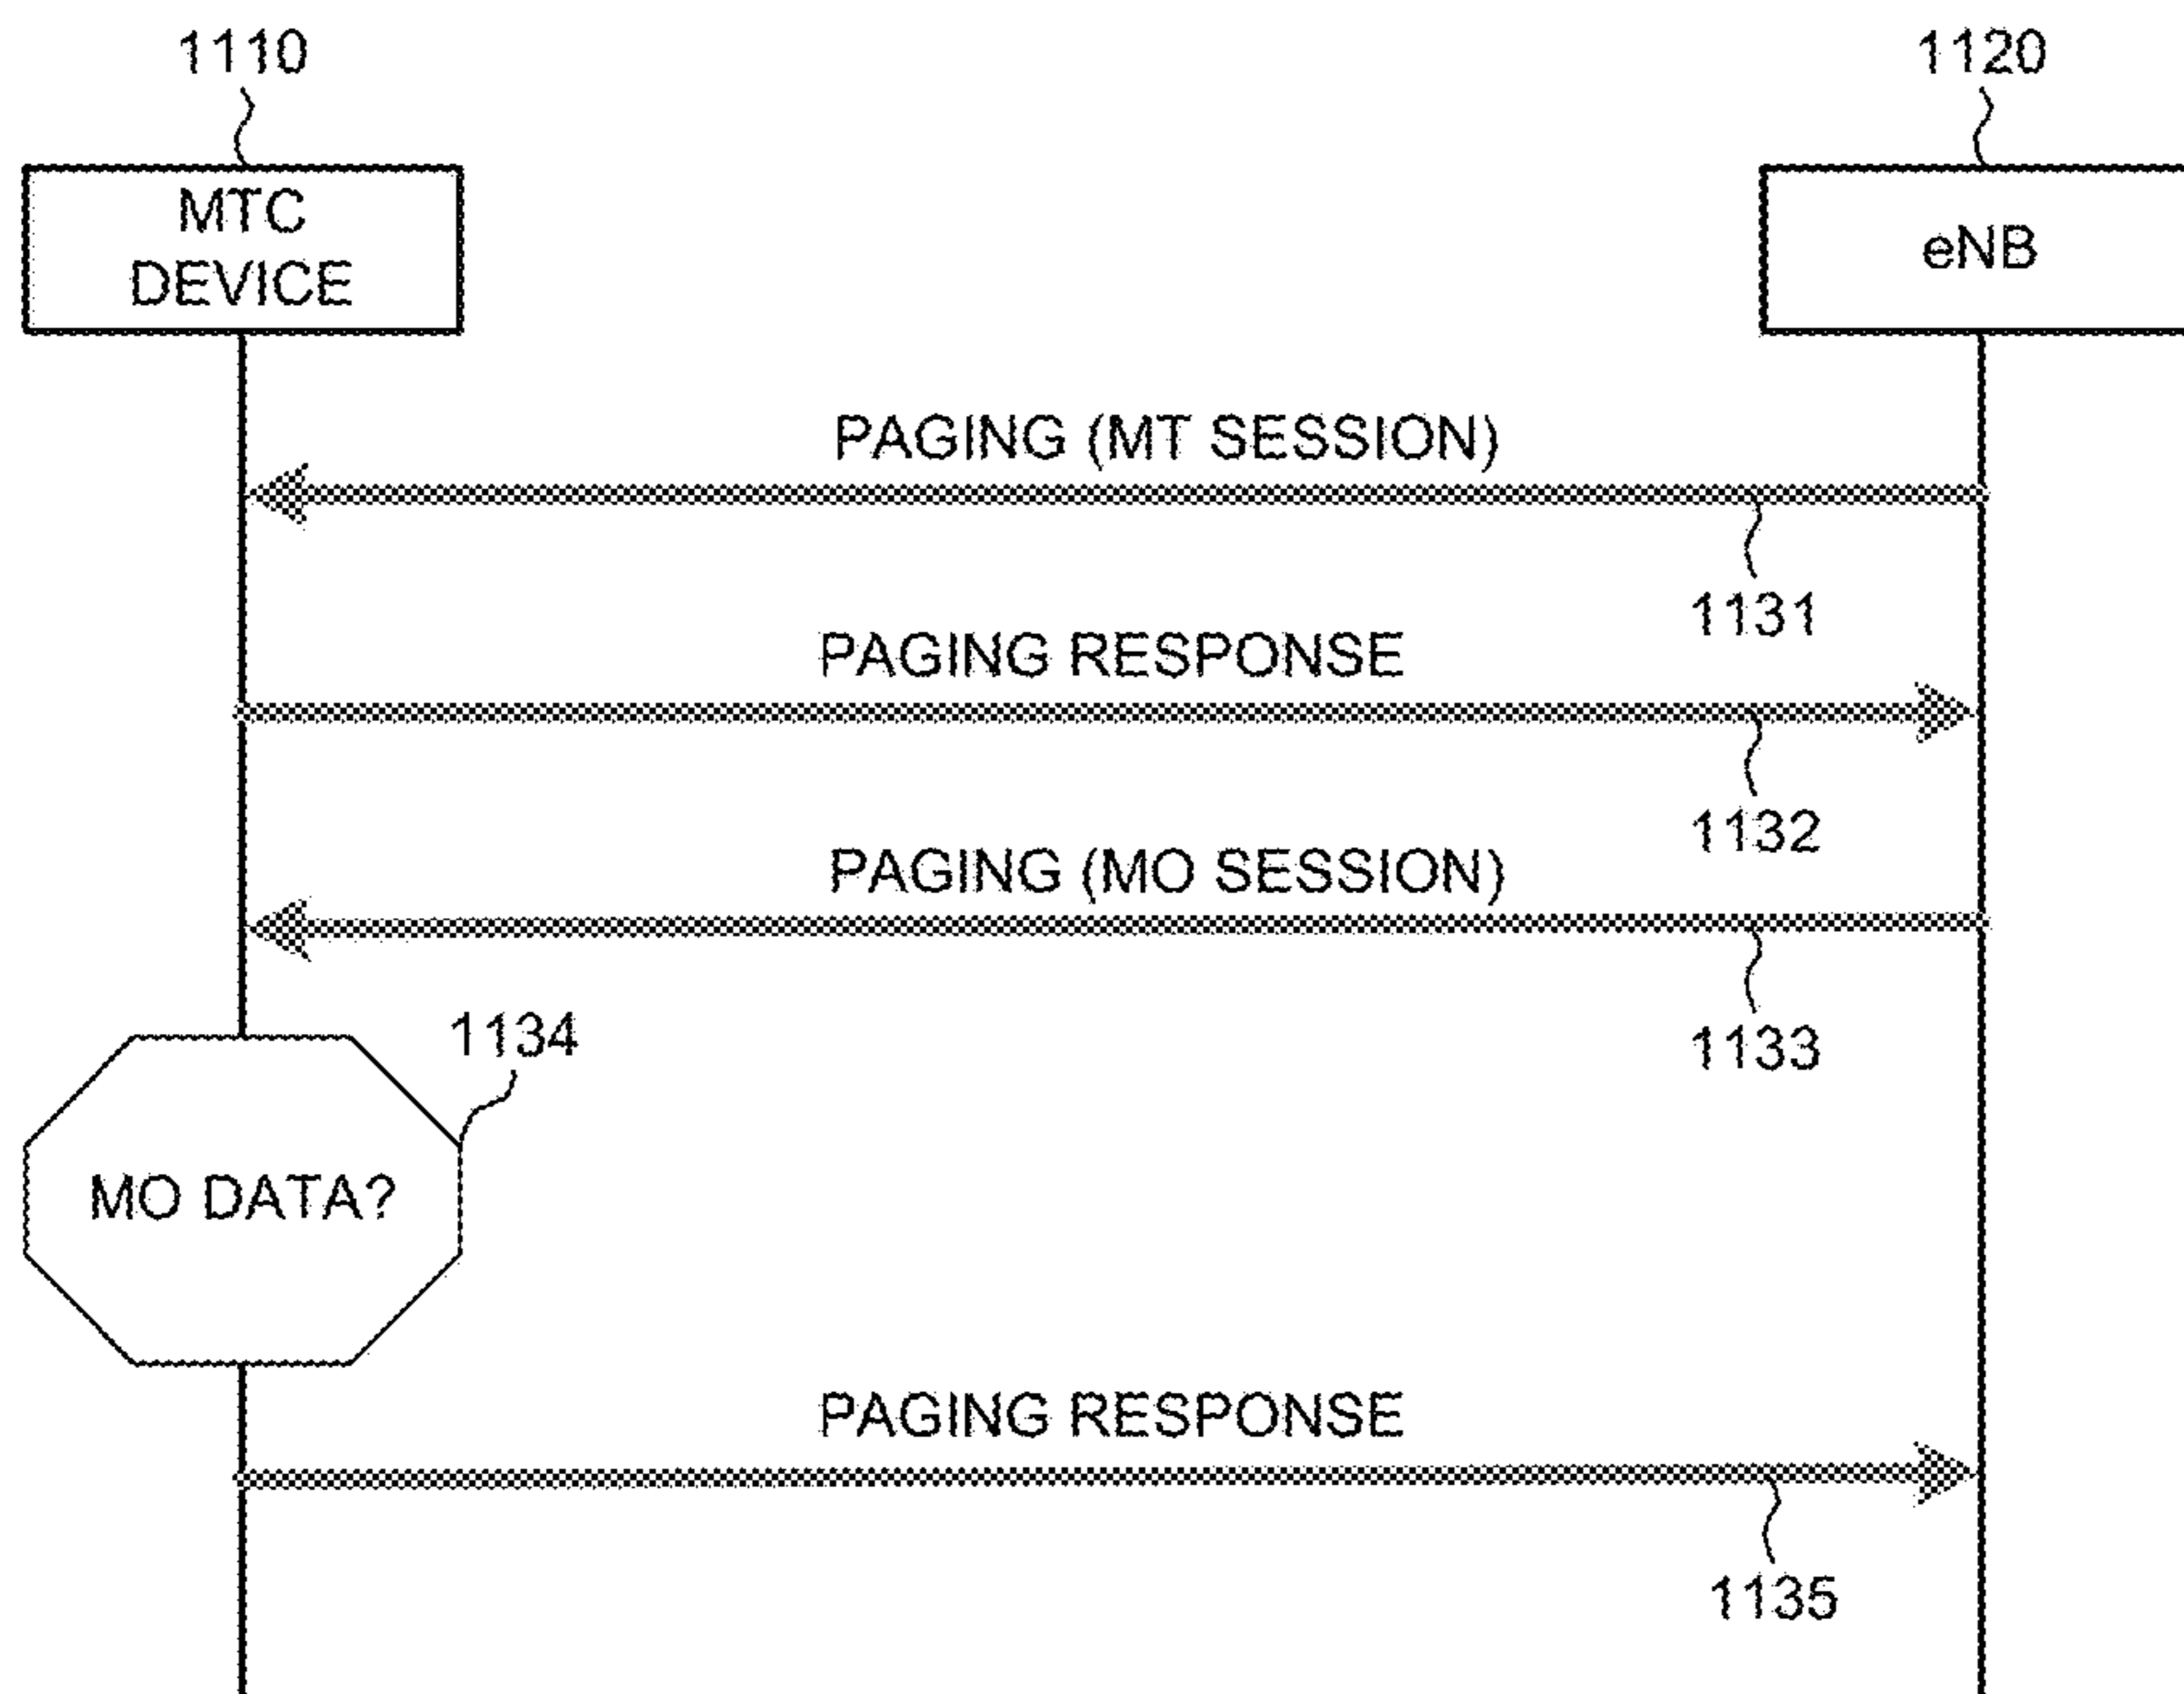 1110
1120
MTC
DEVICE
eNB
PAGING (MT SESSION)
1131
PAGING RESPONSE
1132
PAGING (MO SESSION)
1133
1134
MO DATA?
PAGING RESPONSE
1135